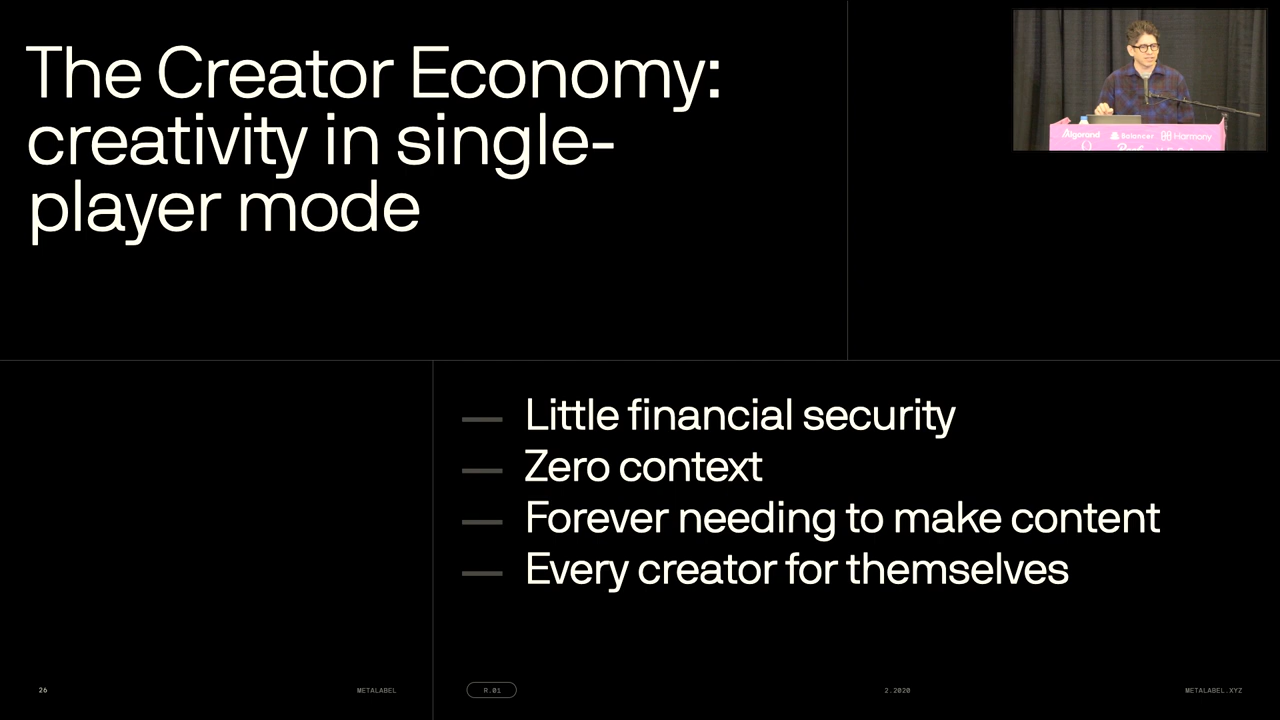 The Creator Economy:
creativity in single-
player mode
Algorand Balancer Harmony
Little financial security
Zero context
Forever needing to make content
Every creator for themselves
26 METALABEL R.01 2.2020 METALABEL.XYZ